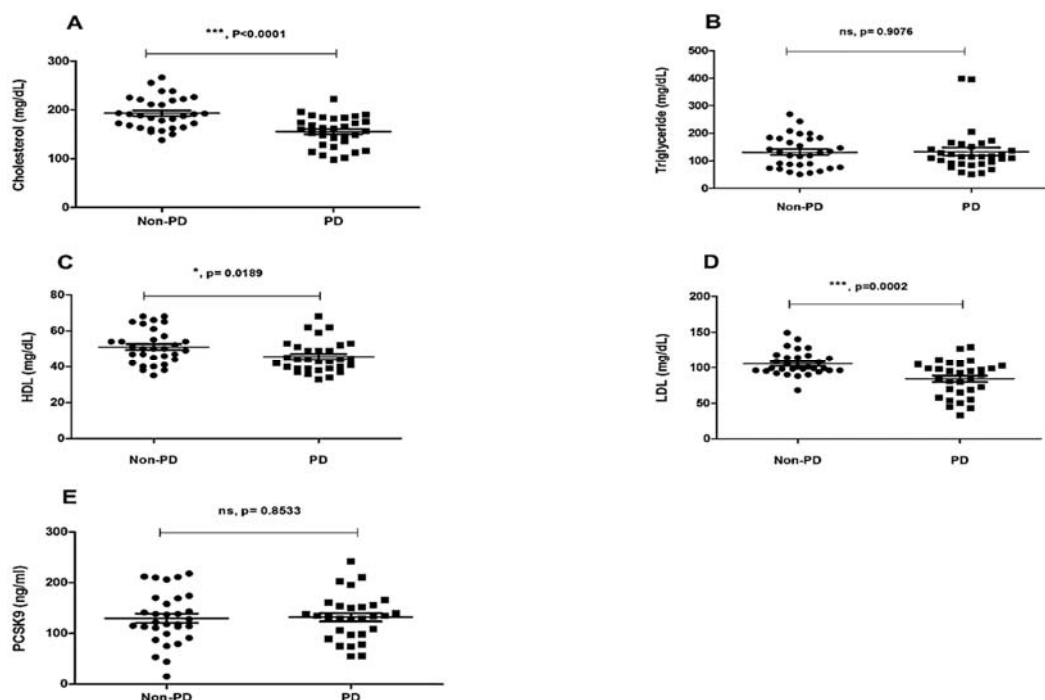 A
***, P<0.0001
Cholesterol (mg/dL)
300
200
100
0
Non-PD
PD
B
ns, p= 0.9076
Triglyceride (mg/dL)
500
400
300
200
100
0
Non-PD
PD
C
*, p= 0.0189
HDL (mg/dL)
80
60
40
20
0
Non-PD
PD
D
***, p=0.0002
LDL (mg/dL)
200
150
100
50
0
Non-PD
PD
E
ns, p= 0.8533
PCSK9 (ng/ml)
300
200
100
0
Non-PD
PD